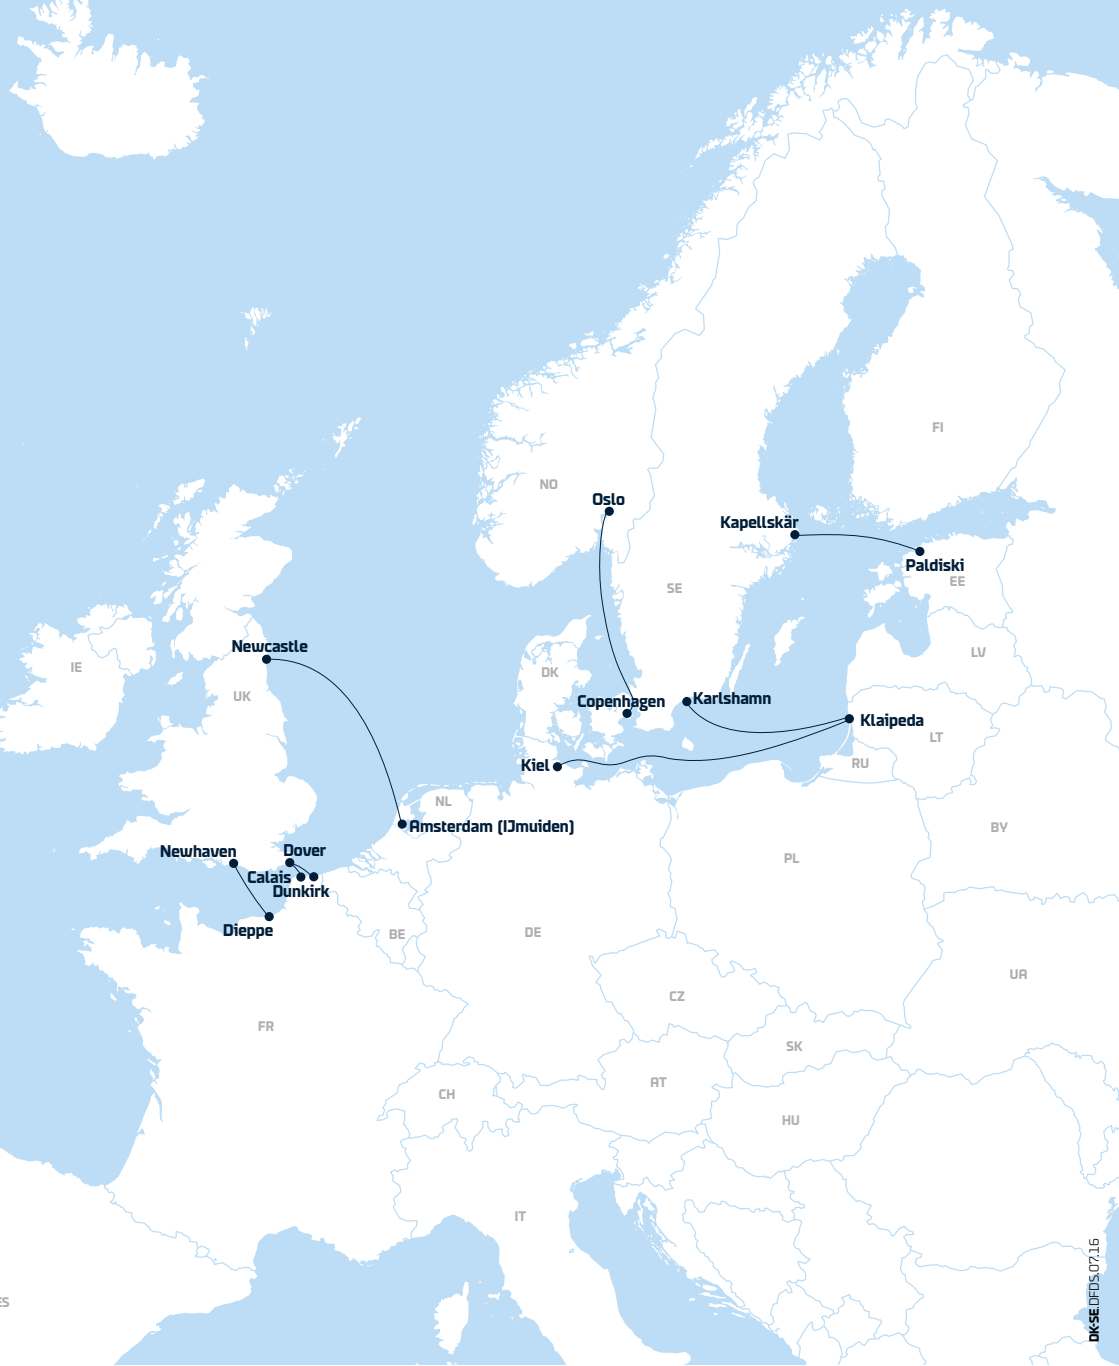 FI
NO
Oslo
Kapellskär
Paldiski
EE
SE
Newcastle
IE
LV
DK
UK
Copenhagen
Karlshamn
Klaipeda
LT
Kiel
RU
NL
Amsterdam (IJmuiden)
BY
Newhaven
Dover
PL
Calais
Dunkirk
Dieppe
BE
DE
UA
CZ
FR
SK
AT
CH
HU
IT
ES
DK-SE.DFDS.07.16